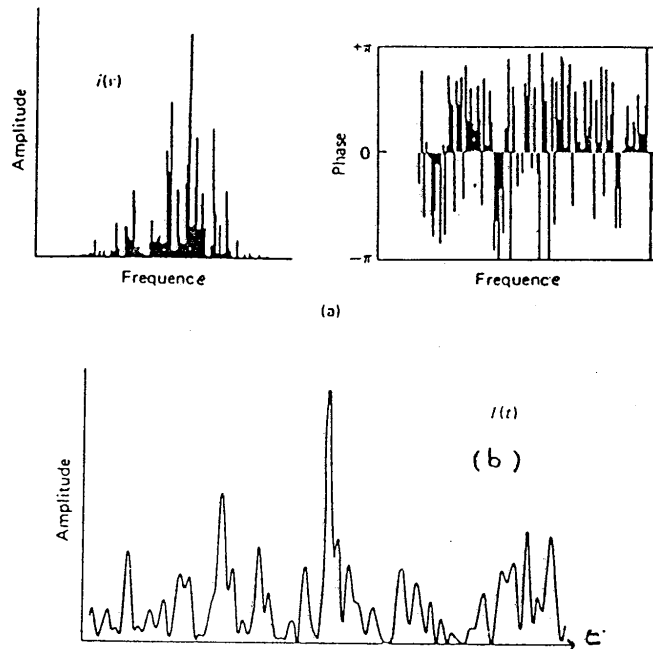 Amplitude
i(ν)
Frequence
+π
Phase
0
−π
Frequence
(a)
Amplitude
I(t)
(b)
t